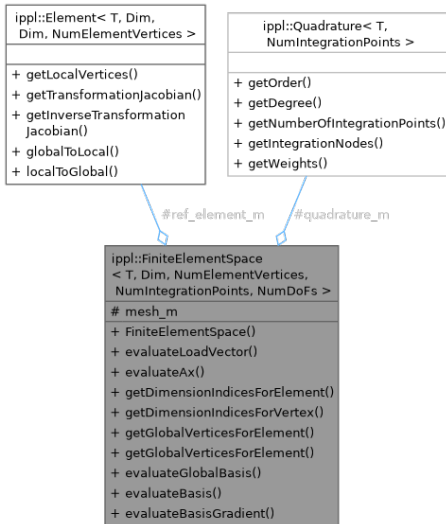 ippl::Element< T, Dim,
Dim, NumElementVertices >
+ getLocalVertices()
+ getTransformationJacobian()
+ getInverseTransformation
Jacobian()
+ globalToLocal()
+ localToGlobal()
ippl::Quadrature< T,
NumIntegrationPoints >
+ getOrder()
+ getDegree()
+ getNumberOfIntegrationPoints()
+ getIntegrationNodes()
+ getWeights()
#ref_element_m
#quadrature_m
ippl::FiniteElementSpace
< T, Dim, NumElementVertices,
NumIntegrationPoints, NumDoFs >
# mesh_m
+ FiniteElementSpace()
+ evaluateLoadVector()
+ evaluateAx()
+ getDimensionIndicesForElement()
+ getDimensionIndicesForVertex()
+ getGlobalVerticesForElement()
+ getGlobalVerticesForElement()
+ evaluateGlobalBasis()
+ evaluateBasis()
+ evaluateBasisGradient()